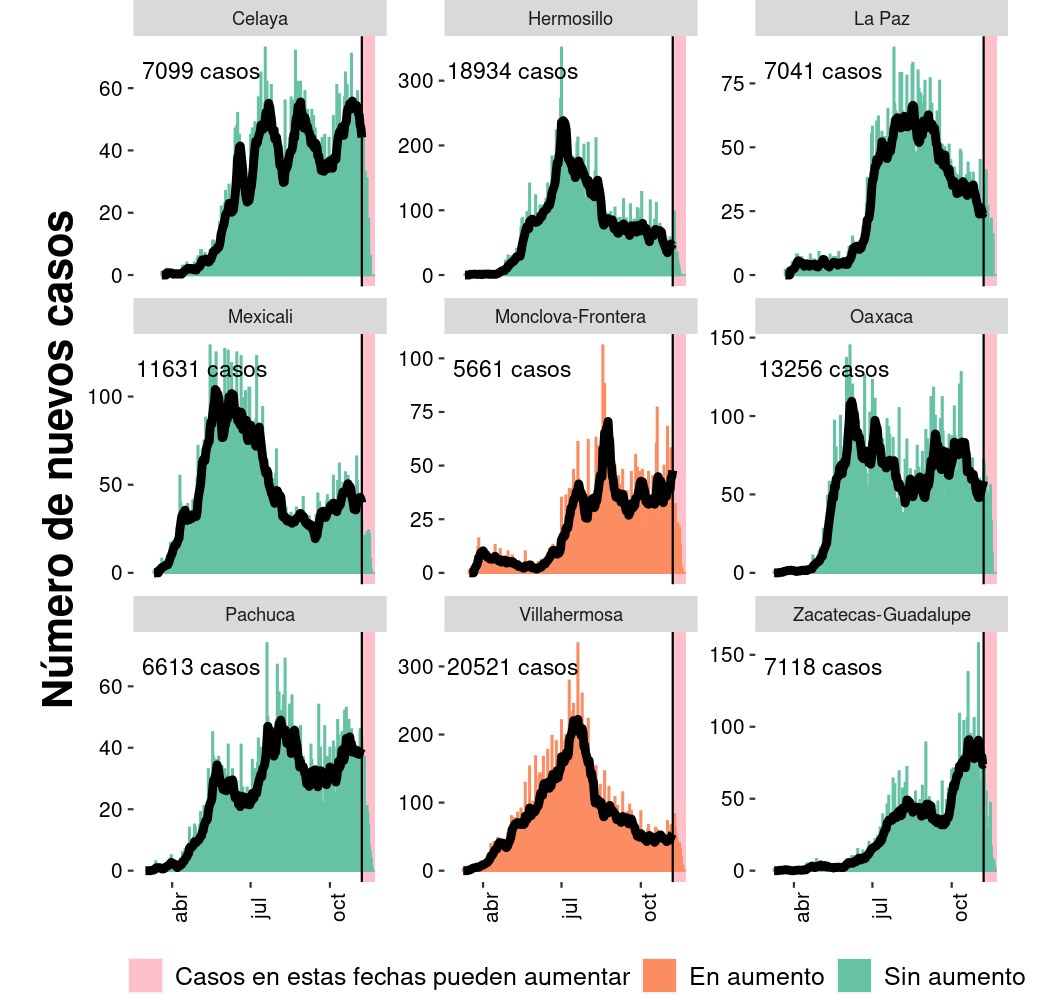 Número de nuevos casos
Celaya
7099 casos
60
40
20
0
Hermosillo
18934 casos
300
200
100
0
La Paz
7041 casos
75
50
25
0
Mexicali
11631 casos
100
50
0
Monclova-Frontera
5661 casos
100
75
50
25
0
Oaxaca
13256 casos
150
100
50
0
Pachuca
6613 casos
60
40
20
0
abr
jul
oct
Villahermosa
20521 casos
300
200
100
0
abr
jul
oct
Zacatecas-Guadalupe
7118 casos
150
100
50
0
abr
jul
oct
Casos en estas fechas pueden aumentar
En aumento
Sin aumento